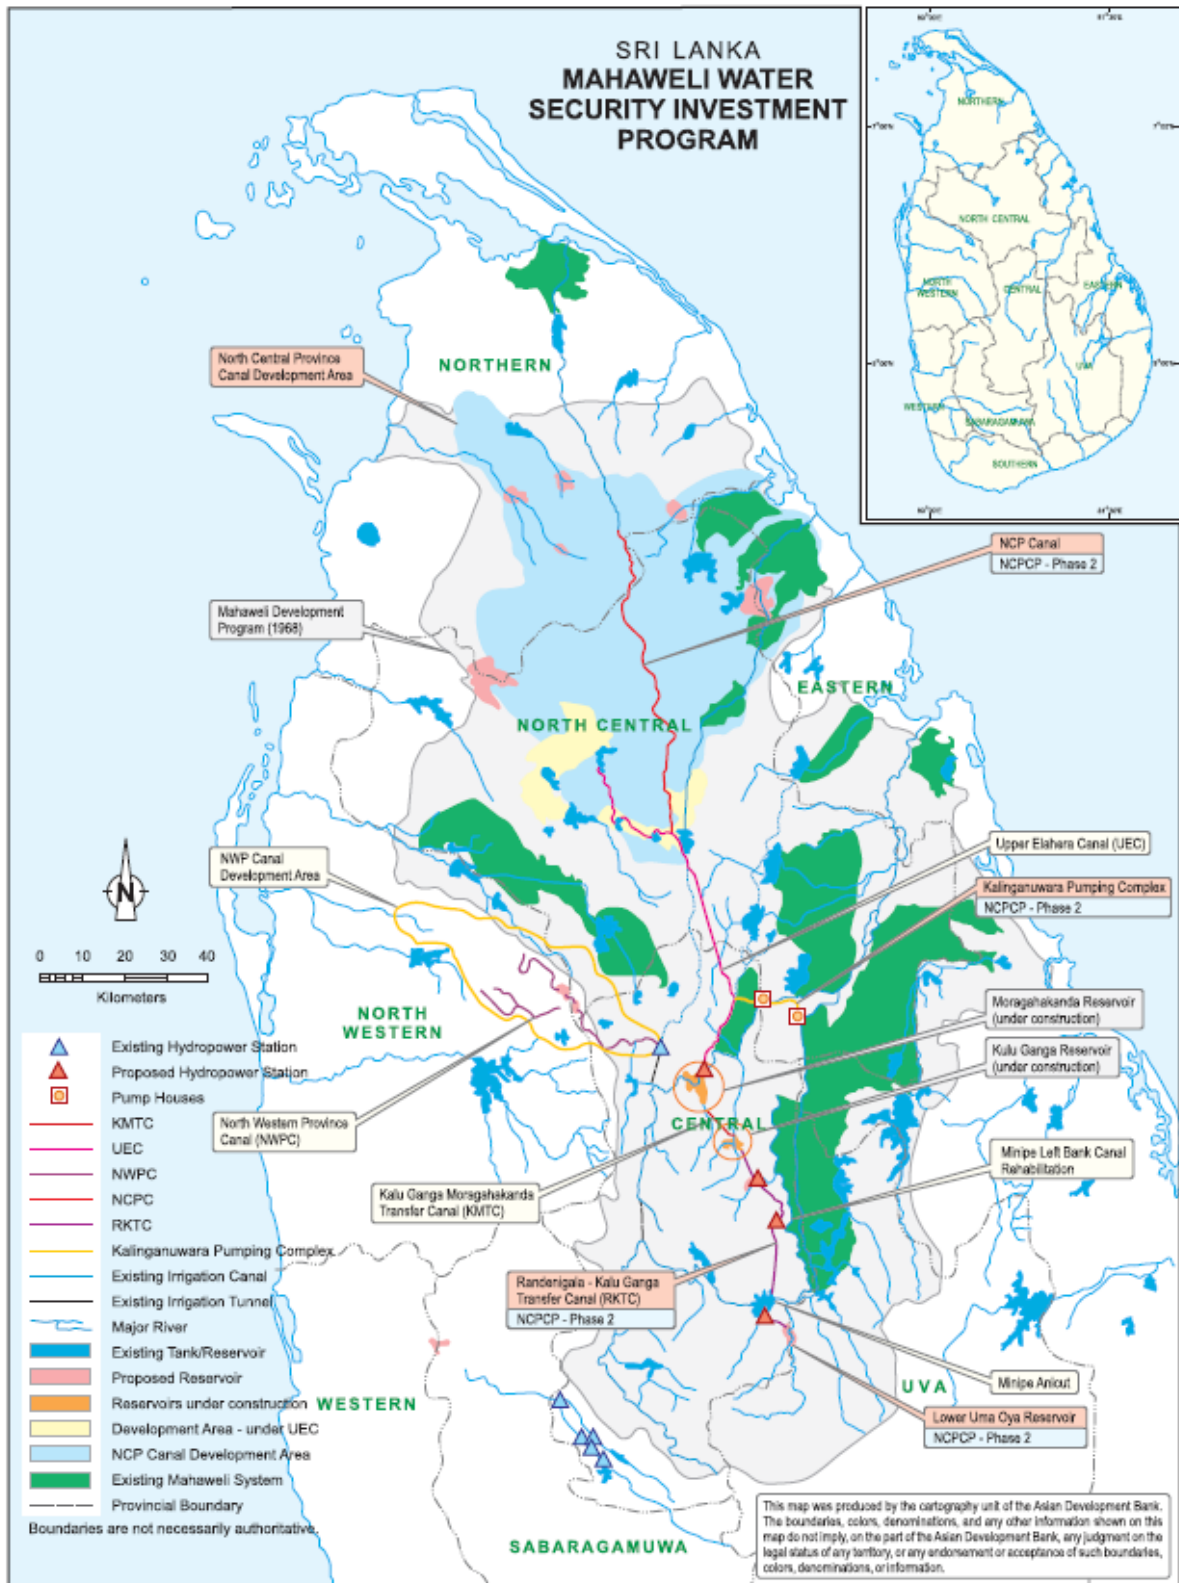 SRI LANKA
MAHAWELI WATER
SECURITY INVESTMENT
PROGRAM
NORTHERN
NORTH CENTRAL
NORTH
WESTERN
CENTRAL
EASTERN
UVA
WESTERN
SABARAGAMUWA
SOUTHERN
North Central Province
Canal Development Area
NORTHERN
NCP Canal
NCPCP - Phase 2
Mahaweli Development
Program (1968)
EASTERN
NORTH CENTRAL
NWP Canal
Development Area
Upper Elahera Canal (UEC)
Kalinganuwara Pumping Complex
NCPCP - Phase 2
N
0 10 20 30 40
Kilometers
NORTH
WESTERN
Moragahakanda Reservoir
(under construction)
Kulu Ganga Reservoir
(under construction)
North Western Province
Canal (NWPC)
CENTRAL
Minipe Left Bank Canal
Rehabilitation
Kalu Ganga Moragahakanda
Transfer Canal (KMTC)
Randenigala - Kalu Ganga
Transfer Canal (RKTC)
NCPCP - Phase 2
Minipe Anicut
UVA
WESTERN
Lower Uma Oya Reservoir
NCPCP - Phase 2
SABARAGAMUWA
Existing Hydropower Station
Proposed Hydropower Station
Pump Houses
KMTC
UEC
NWPC
NCPC
RKTC
Kalinganuwara Pumping Complex
Existing Irrigation Canal
Existing Irrigation Tunnel
Major River
Existing Tank/Reservoir
Proposed Reservoir
Reservoirs under construction
Development Area - under UEC
NCP Canal Development Area
Existing Mahaweli System
Provincial Boundary
Boundaries are not necessarily authoritative.
This map was produced by the cartography unit of the Asian Development Bank.
The boundaries, colors, denominations, and any other information shown on this
map do not imply, on the part of the Asian Development Bank, any judgment on the
legal status of any territory, or any endorsement or acceptance of such boundaries,
colors, denominations, or information.